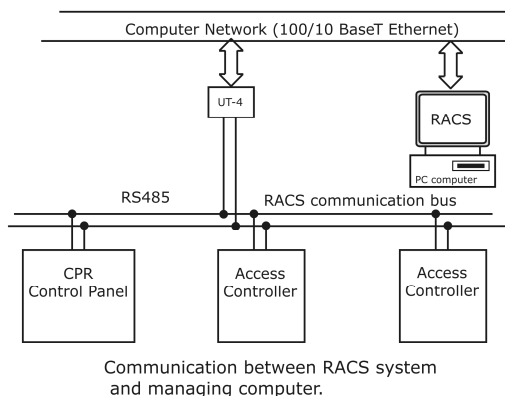 Computer Network (100/10 BaseT Ethernet)
UT-4
RACS
PC computer
RS485
RACS communication bus
CPR
Control Panel
Access
Controller
Access
Controller
Communication between RACS system
and managing computer.